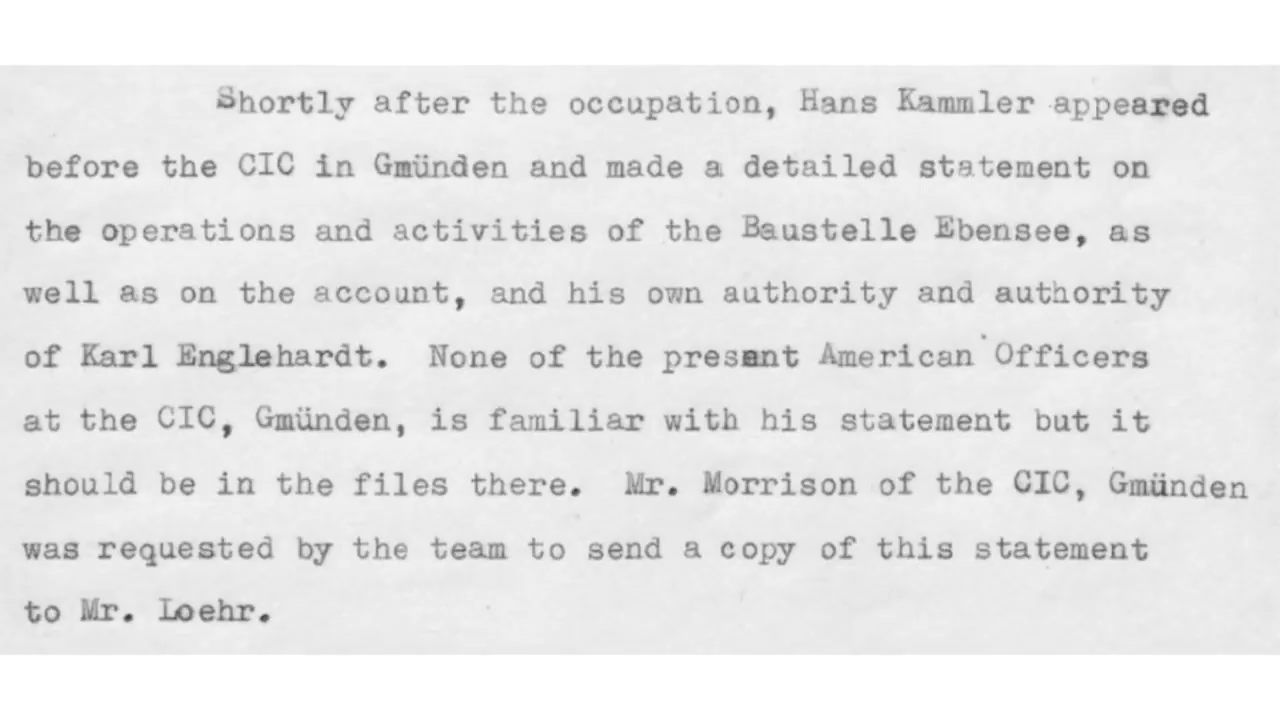 Shortly after the occupation, Hans Kammler appeared
before the CIC in Gmünden and made a detailed statement on
the operations and activities of the Baustelle Ebensee, as
well as on the account, and his own authority and authority
of Karl Englehardt. None of the present American Officers
at the CIC, Gmünden, is familiar with his statement but it
should be in the files there. Mr. Morrison of the CIC, Gmünden
was requested by the team to send a copy of this statement
to Mr. Loehr.